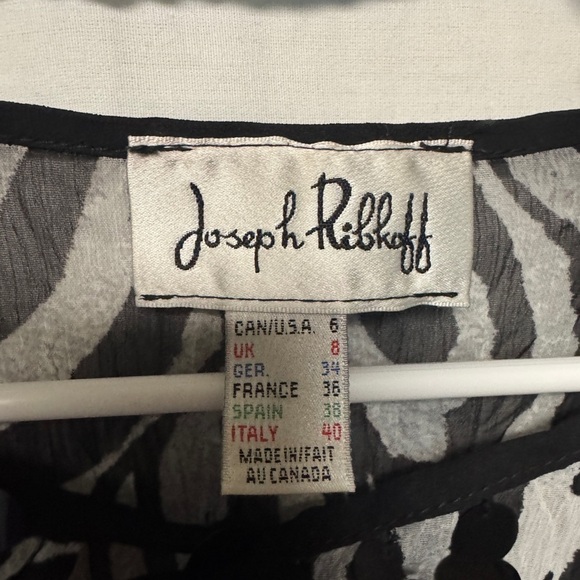 Joseph Ribkoff
CAN/U.S.A. 6
UK 8
GER. 34
FRANCE 36
SPAIN 38
ITALY 40
MADE IN/FAIT
AU CANADA